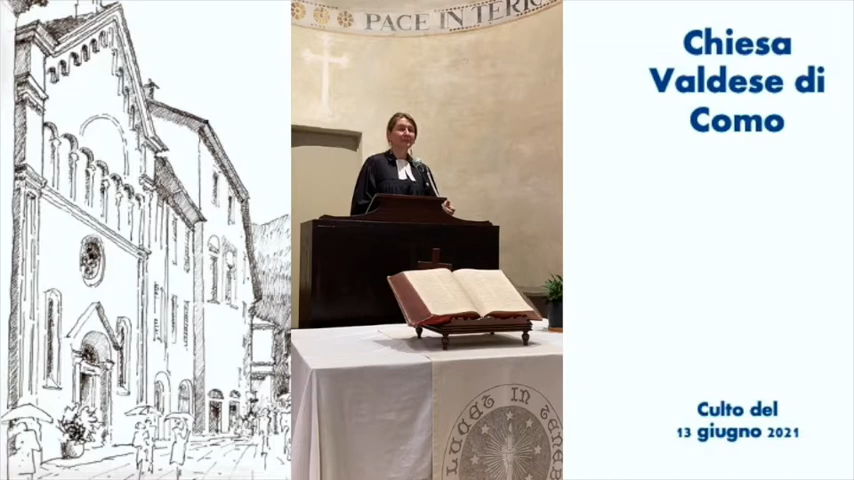 PACE IN TERR
Chiesa
Valdese di
Como
LUCET IN TENEB
Culto del
13 giugno 2021